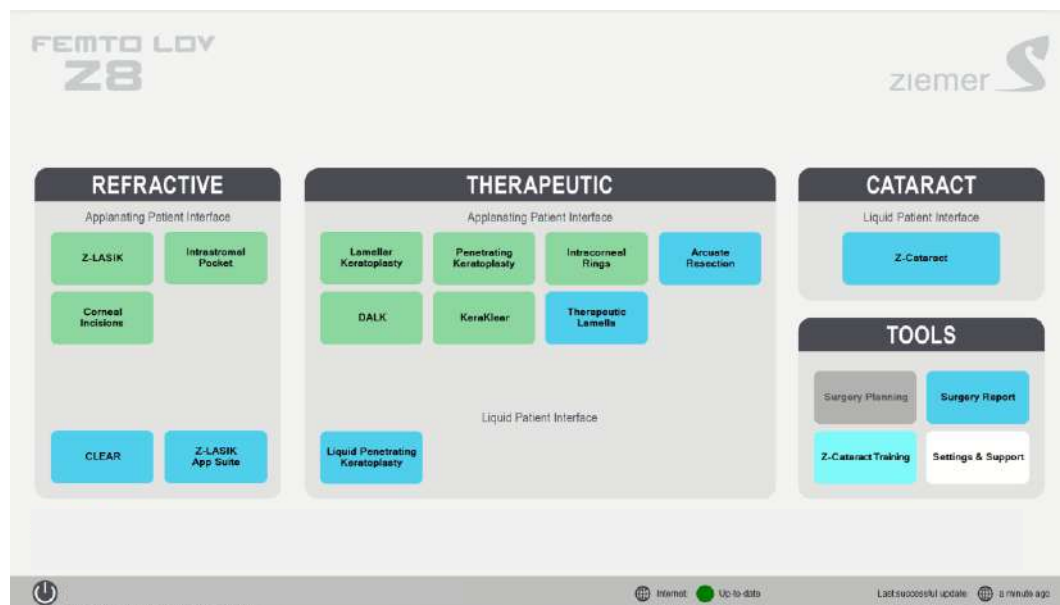 FEMTO LDV
Z8
ziemer
REFRACTIVE
Applanating Patient Interface
Z-LASIK
Intrastromal
Pocket
Corneal
Incisions
CLEAR
Z-LASIK
App Suite
THERAPEUTIC
Applanating Patient Interface
Lamellar
Keratoplasty
Penetrating
Keratoplasty
Intracorneal
Rings
Arcuate
Resection
DALK
KeraKlear
Therapeutic
Lamella
Liquid Patient Interface
Liquid Penetrating
Keratoplasty
CATARACT
Liquid Patient Interface
Z-Cataract
TOOLS
Surgery Planning
Surgery Report
Z-Cataract Training
Settings & Support
Internet
Up-to-date
Last successful update:
a minute ago